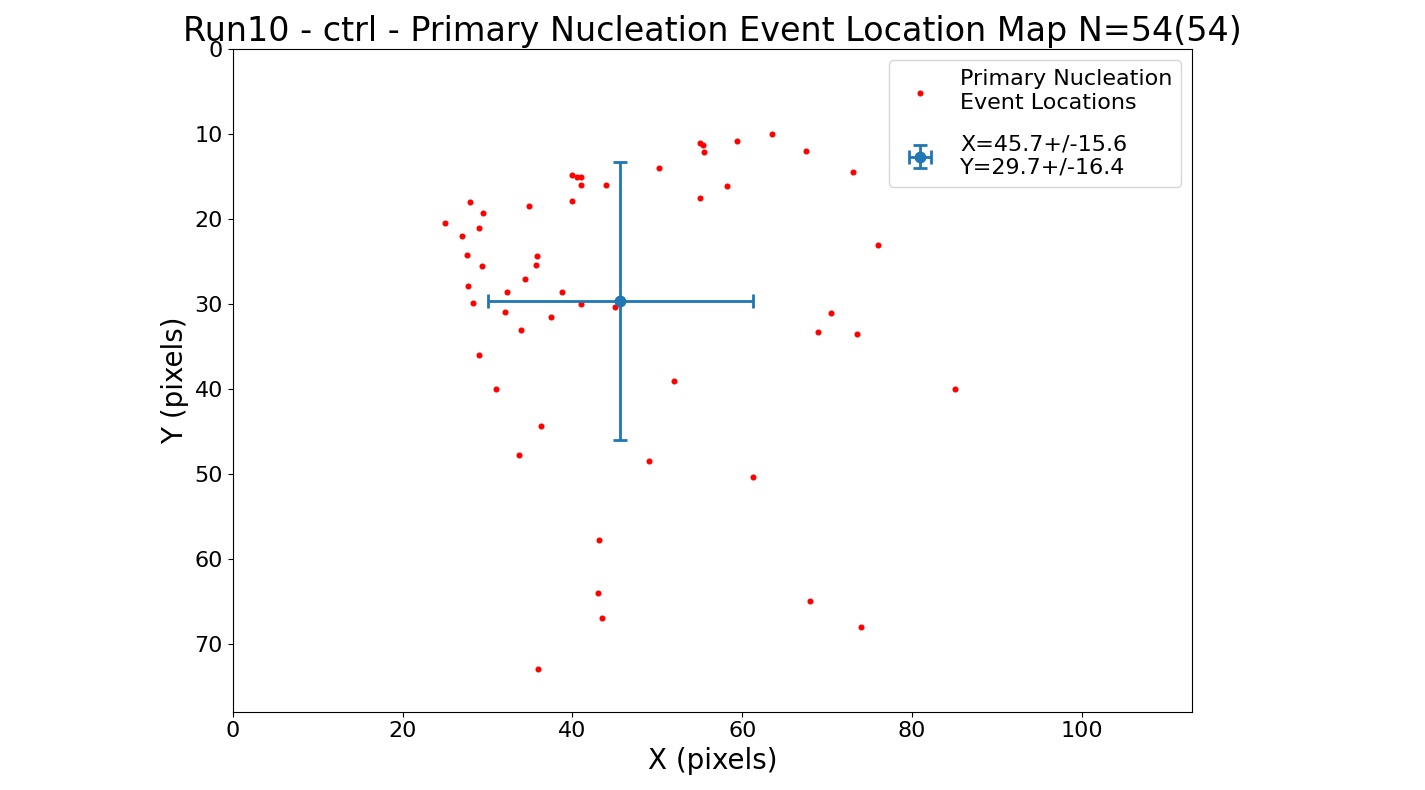 Run10 - ctrl - Primary Nucleation Event Location Map N=54(54)
Primary Nucleation
Event Locations
X=45.7+/-15.6
Y=29.7+/-16.4
Y (pixels)
0
10
20
30
40
50
60
70
0 20 40 60 80 100
X (pixels)